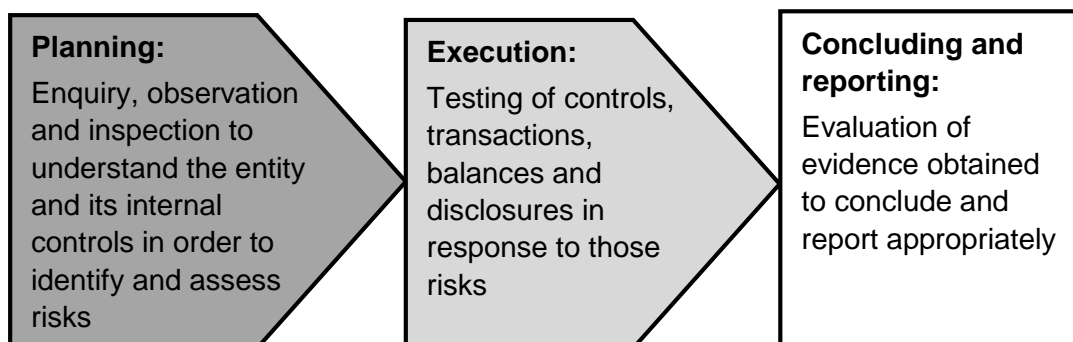 Planning:
Enquiry, observation
and inspection to
understand the entity
and its internal
controls in order to
identify and assess
risks
Execution:
Testing of controls,
transactions,
balances and
disclosures in
response to those
risks
Concluding and
reporting:
Evaluation of
evidence obtained
to conclude and
report appropriately